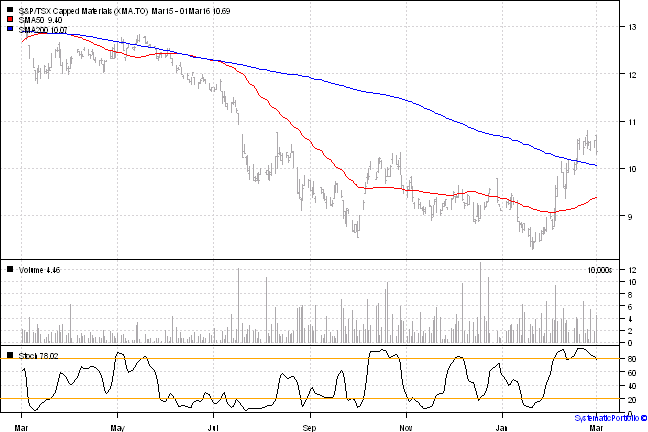 S&P/TSX Capped Materials (XMA.TO) Mar15 - 01Mar16 10.69
SMA50 9.40
SMA200 10.07
13
12
11
10
9
Volume 4.46
10,000s
12
10
8
6
4
2
0
Stoch 78.02
80
60
40
20
0
Mar May Jul Sep Nov Jan Mar
SystematicPortfolio ©